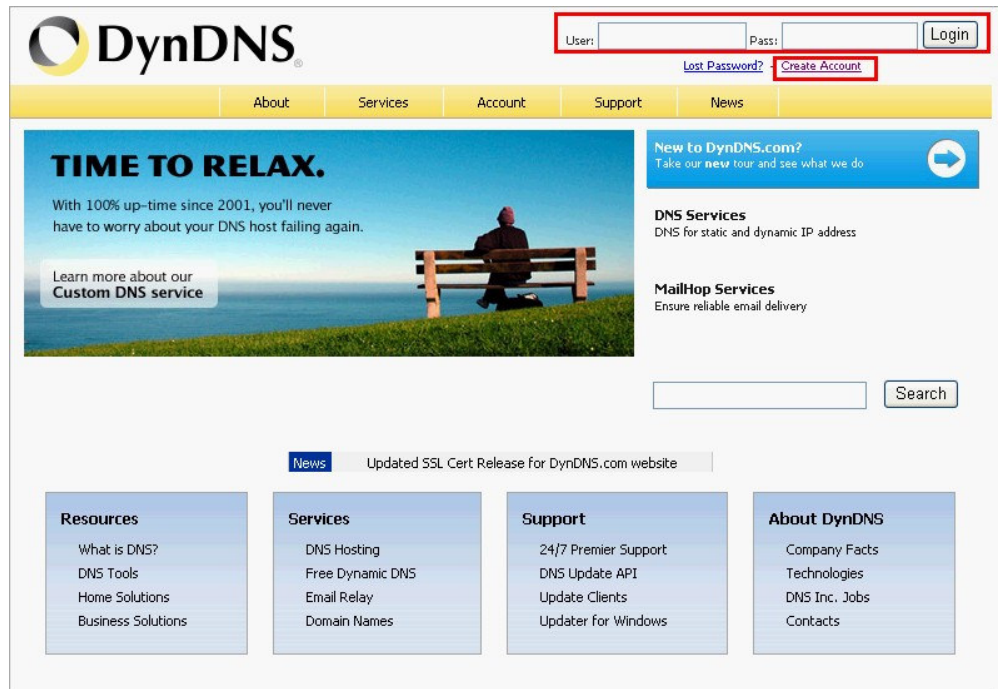 DynDNS®
User: Pass: Login
Lost Password? - Create Account
About Services Account Support News
TIME TO RELAX.
With 100% up-time since 2001, you'll never
have to worry about your DNS host failing again.
Learn more about our
Custom DNS service
New to DynDNS.com?
Take our new tour and see what we do
DNS Services
DNS for static and dynamic IP address
MailHop Services
Ensure reliable email delivery
Search
News Updated SSL Cert Release for DynDNS.com website
Resources
What is DNS?
DNS Tools
Home Solutions
Business Solutions
Services
DNS Hosting
Free Dynamic DNS
Email Relay
Domain Names
Support
24/7 Premier Support
DNS Update API
Update Clients
Updater for Windows
About DynDNS
Company Facts
Technologies
DNS Inc. Jobs
Contacts